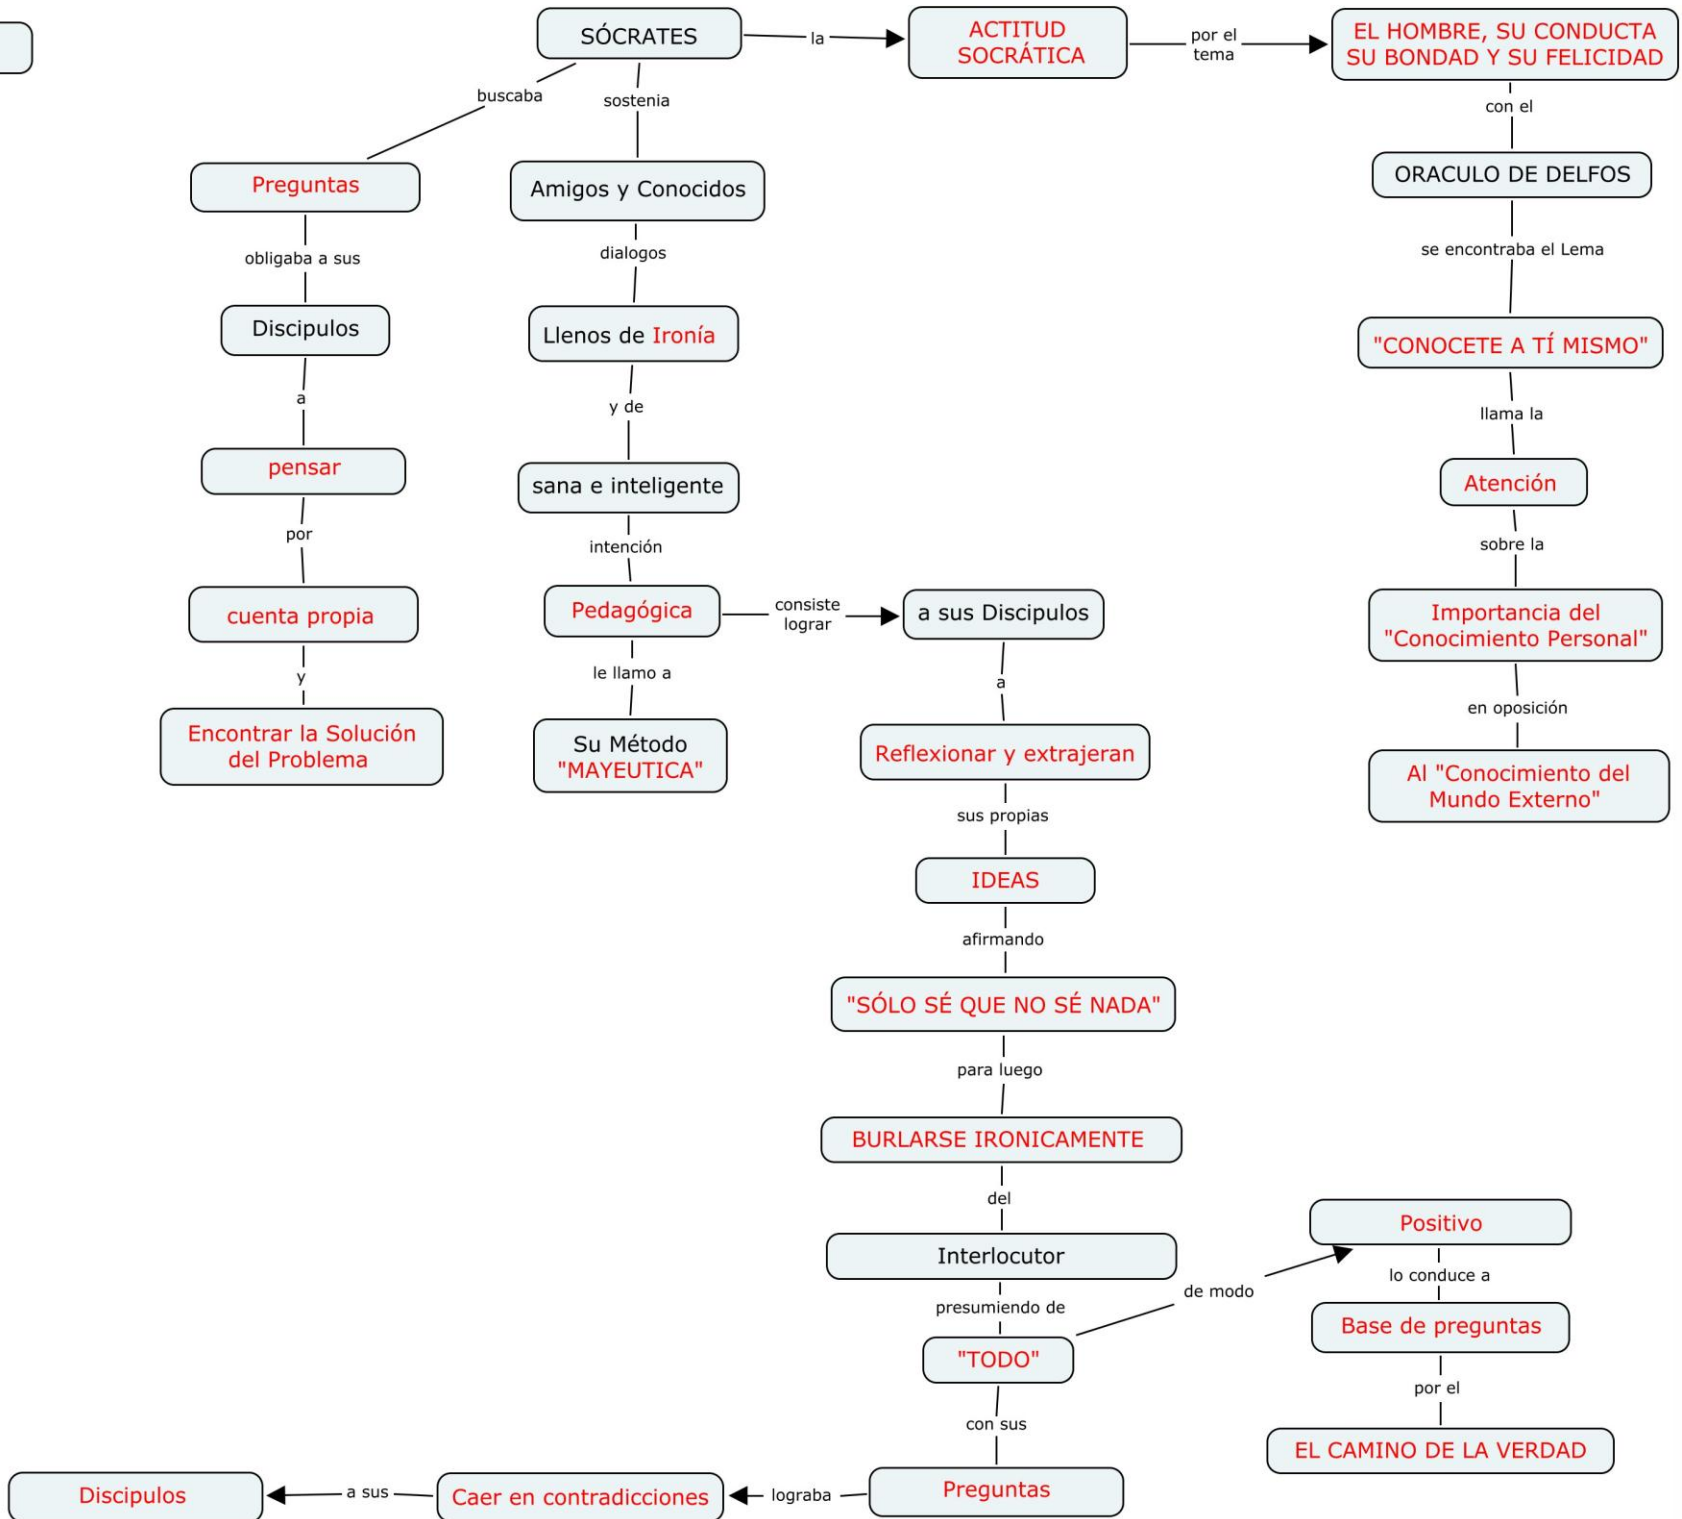 SÓCRATES
la
ACTITUD
SOCRÁTICA
por el
tema
EL HOMBRE, SU CONDUCTA
SU BONDAD Y SU FELICIDAD
buscaba
Preguntas
obligaba a sus
Discipulos
a
pensar
por
cuenta propia
y
Encontrar la Solución
del Problema
sostenia
Amigos y Conocidos
dialogos
Llenos de Ironía
y de
sana e inteligente
intención
Pedagógica
le llamo a
Su Método
"MAYEUTICA"
consiste
lograr
a sus Discipulos
a
Reflexionar y extrajeran
sus propias
IDEAS
afirmando
"SÓLO SÉ QUE NO SÉ NADA"
para luego
BURLARSE IRONICAMENTE
del
Interlocutor
presumiendo de
"TODO"
con sus
Preguntas
lograba
Caer en contradicciones
a sus
Discipulos
de modo
Positivo
lo conduce a
Base de preguntas
por el
EL CAMINO DE LA VERDAD
con el
ORACULO DE DELFOS
se encontraba el Lema
"CONOCETE A TÍ MISMO"
llama la
Atención
sobre la
Importancia del
"Conocimiento Personal"
en oposición
Al "Conocimiento del
Mundo Externo"